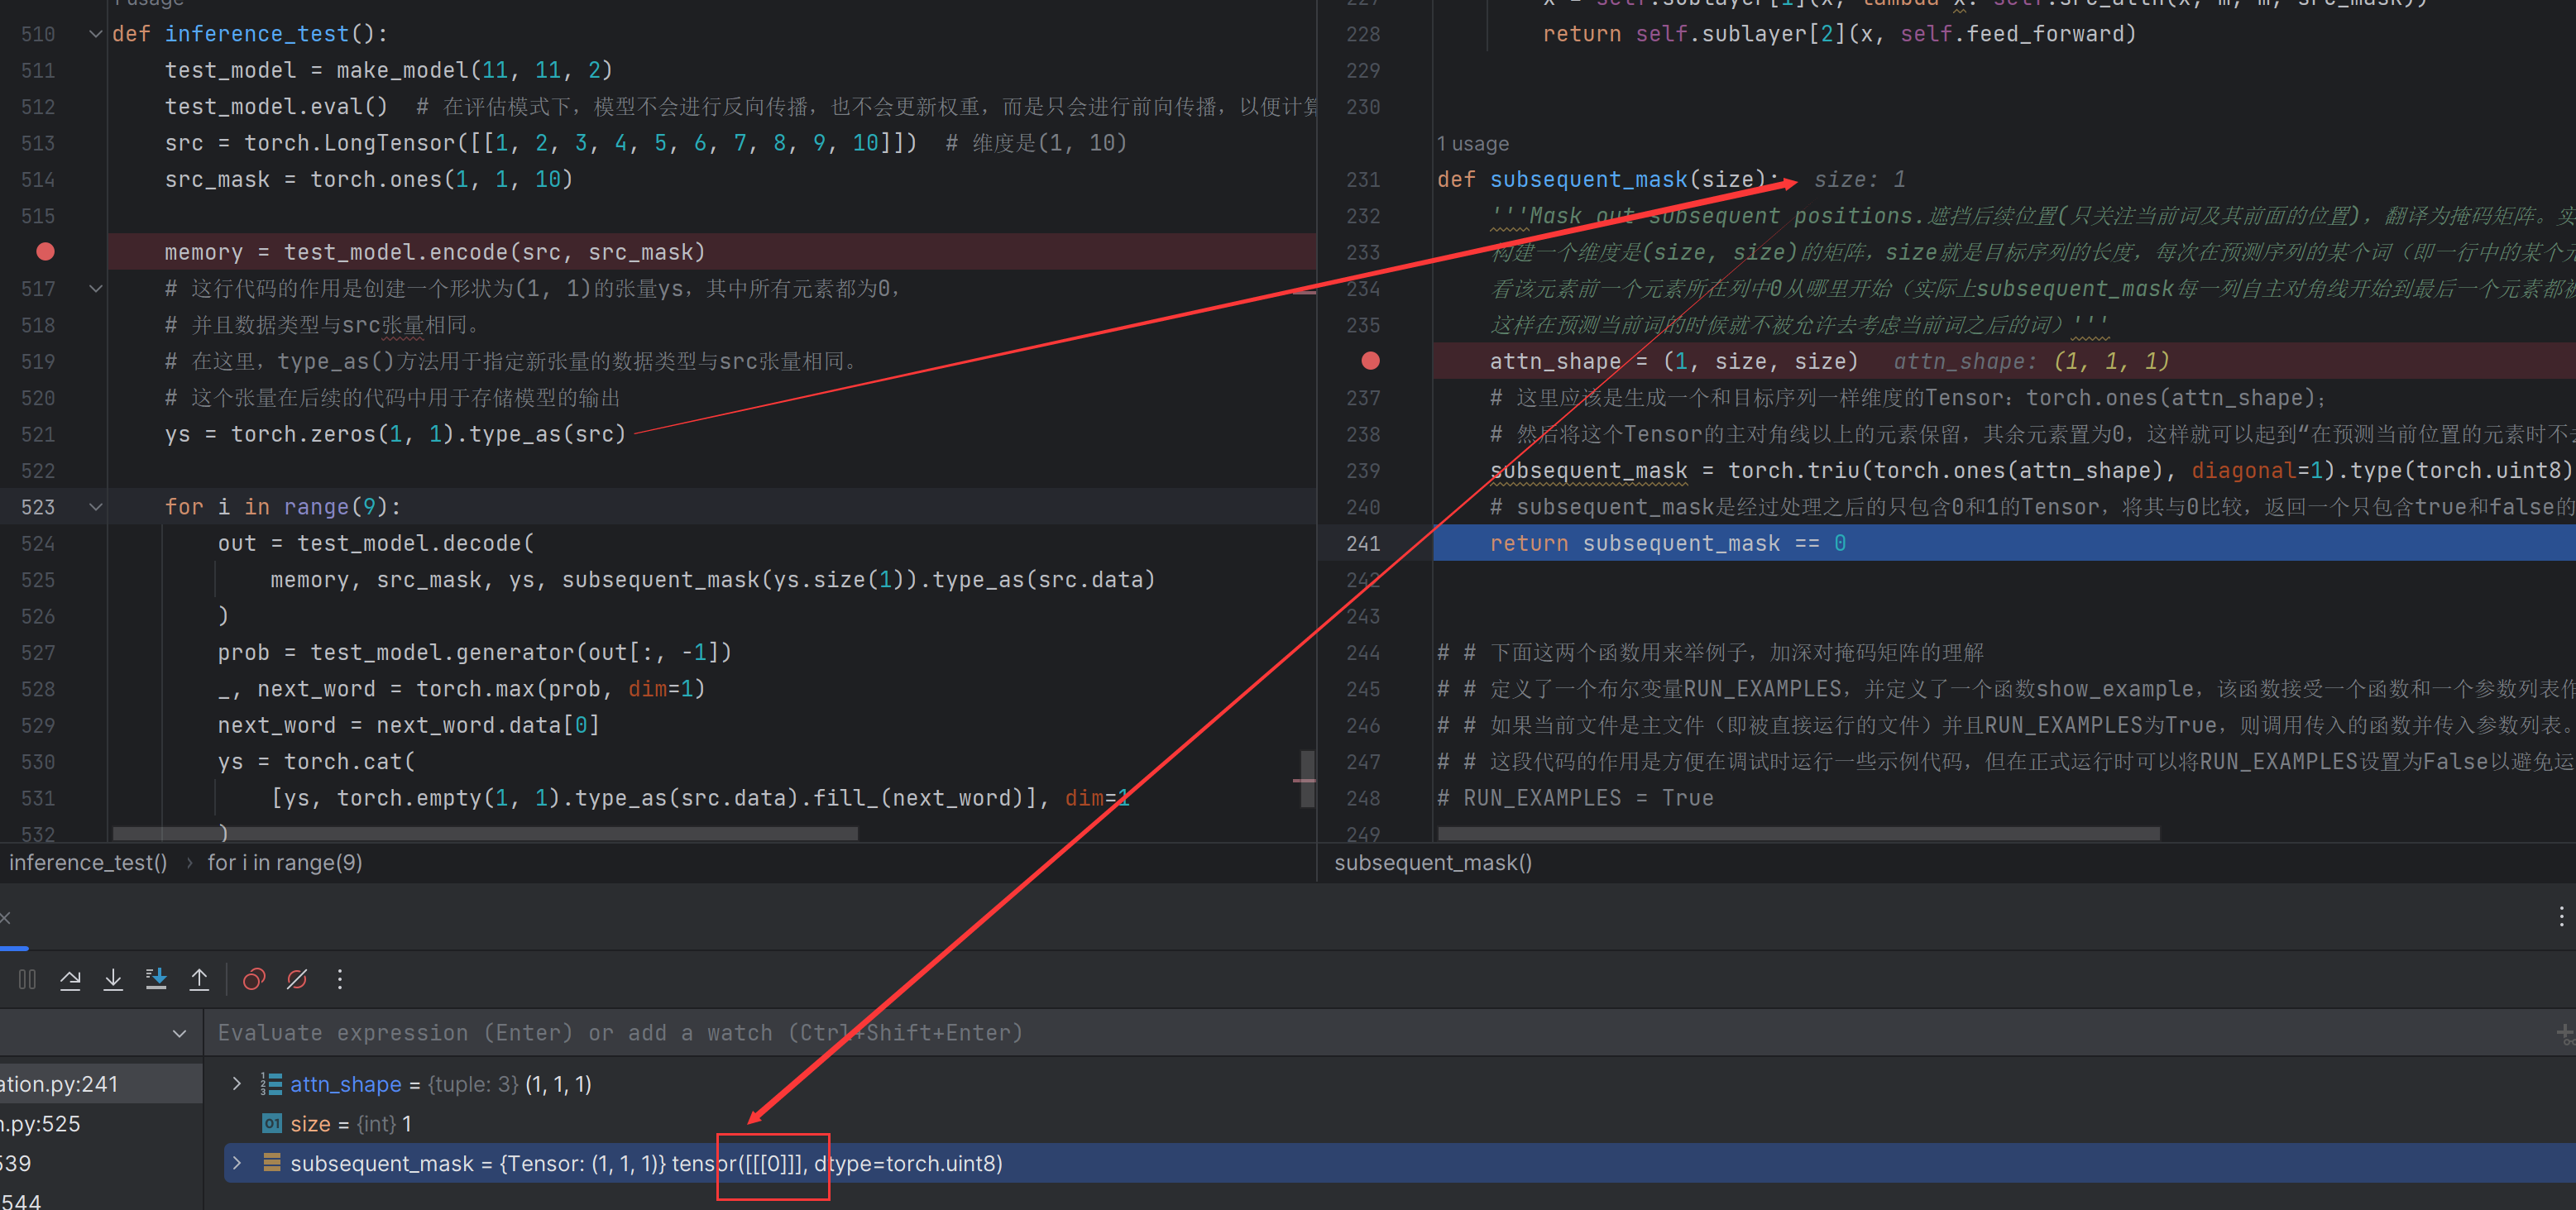 1 usage
510 def inference_test():
511 test_model = make_model(11, 11, 2)
512 test_model.eval() # 在评估模式下，模型不会进行反向传播，也不会更新权重，而是只会进行前向传播，以便计算
513 src = torch.LongTensor([[1, 2, 3, 4, 5, 6, 7, 8, 9, 10]]) # 维度是(1, 10)
514 src_mask = torch.ones(1, 1, 10)
515
memory = test_model.encode(src, src_mask)
517 # 这行代码的作用是创建一个形状为(1, 1)的张量ys，其中所有元素都为0，
518 # 并且数据类型与src张量相同。
519 # 在这里，type_as()方法用于指定新张量的数据类型与src张量相同。
520 # 这个张量在后续的代码中用于存储模型的输出
521 ys = torch.zeros(1, 1).type_as(src)
522
523 for i in range(9):
524 out = test_model.decode(
525 memory, src_mask, ys, subsequent_mask(ys.size(1)).type_as(src.data)
526 )
527 prob = test_model.generator(out[:, -1])
528 _, next_word = torch.max(prob, dim=1)
529 next_word = next_word.data[0]
530 ys = torch.cat(
531 [ys, torch.empty(1, 1).type_as(src.data).fill_(next_word)], dim=1
532 )
inference_test() › for i in range(9)
227 x = self.sublayer[1](x, lambda x: self.src_attn(x, m, m, src_mask))
228 return self.sublayer[2](x, self.feed_forward)
229
230
1 usage
231 def subsequent_mask(size): size: 1
232 '''Mask out subsequent positions.遮挡后续位置(只关注当前词及其前面的位置)，翻译为掩码矩阵。
233 构建一个维度是(size, size)的矩阵，size就是目标序列的长度，每次在预测序列的某个词（即一行中的某个
234 看该元素前一个元素所在列中0从哪里开始（实际上subsequent_mask每一列自主对角线开始到最后一个元素都
235 这样在预测当前词的时候就不被允许去考虑当前词之后的词）'''
attn_shape = (1, size, size) attn_shape: (1, 1, 1)
237 # 这里应该是生成一个和目标序列一样维度的Tensor：torch.ones(attn_shape);
238 # 然后将这个Tensor的主对角线以上的元素保留，其余元素置为0，这样就可以起到“在预测当前位置的元素时不
239 subsequent_mask = torch.triu(torch.ones(attn_shape), diagonal=1).type(torch.uint8)
240 # subsequent_mask是经过处理之后的只包含0和1的Tensor，将其与0比较，返回一个只包含true和false的
241 return subsequent_mask == 0
242
243
244 # # 下面这两个函数用来举例子，加深对掩码矩阵的理解
245 # # 定义了一个布尔变量RUN_EXAMPLES，并定义了一个函数show_example，该函数接受一个函数和一个参数列表作
246 # # 如果当前文件是主文件（即被直接运行的文件）并且RUN_EXAMPLES为True，则调用传入的函数并传入参数列表。
247 # # 这段代码的作用是方便在调试时运行一些示例代码，但在正式运行时可以将RUN_EXAMPLES设置为False以避免运
248 # RUN_EXAMPLES = True
249
subsequent_mask()
Evaluate expression (Enter) or add a watch (Ctrl+Shift+Enter)
ation.py:241
n.py:525
539
544
attn_shape = {tuple: 3} (1, 1, 1)
size = {int} 1
subsequent_mask = {Tensor: (1, 1, 1)} tensor([[[0]]], dtype=torch.uint8)